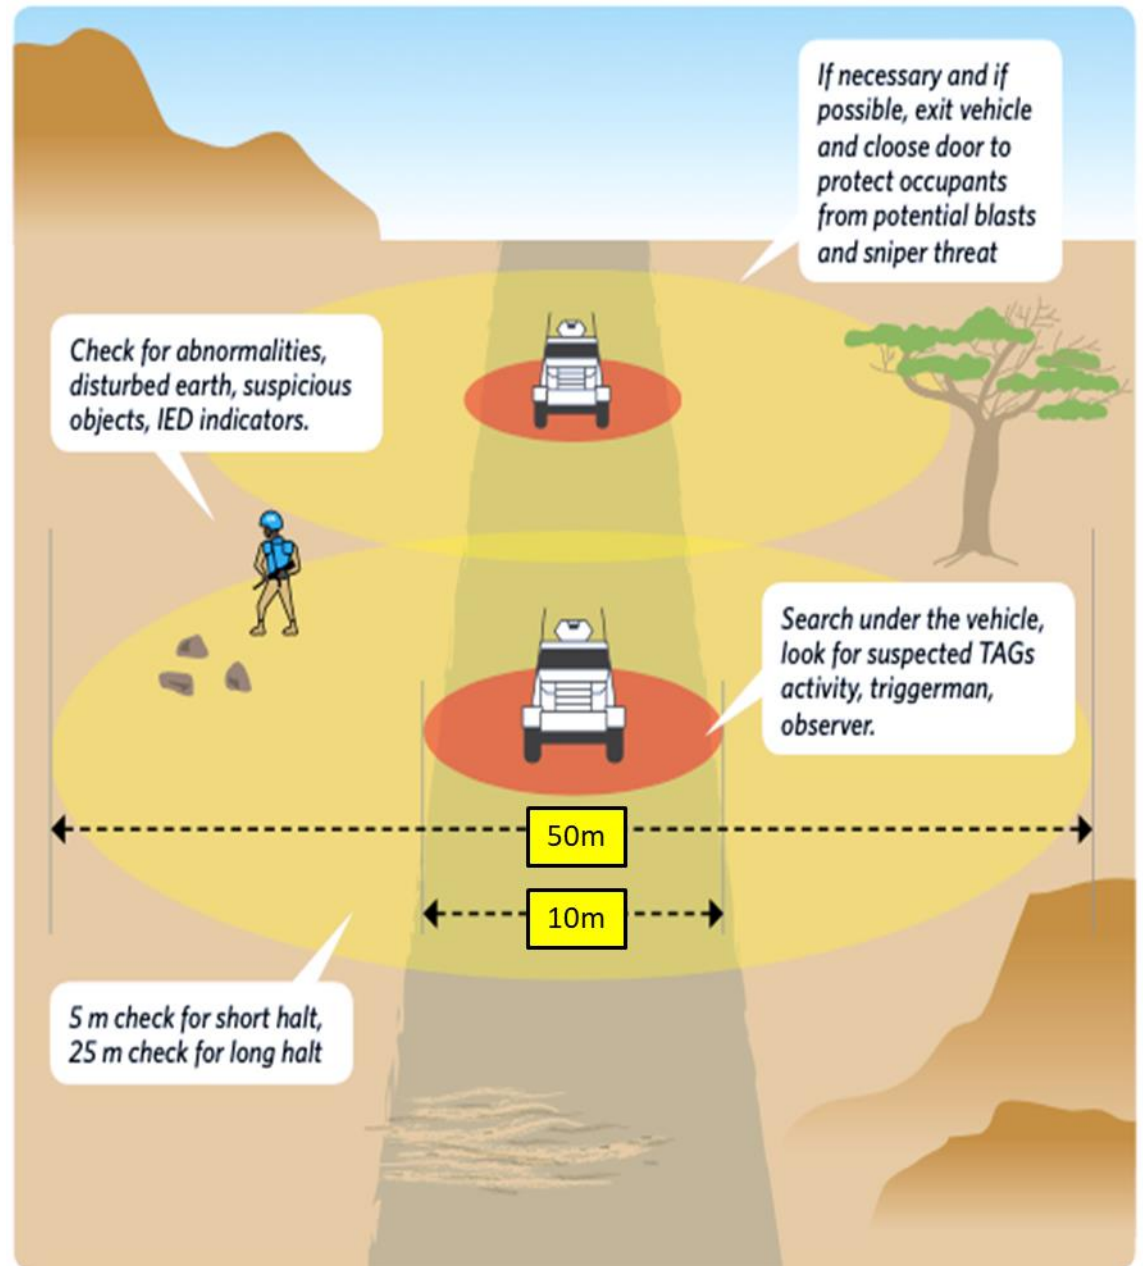 If necessary and if
possible, exit vehicle
and cloose door to
protect occupants
from potential blasts
and sniper threat
Check for abnormalities,
disturbed earth, suspicious
objects, IED indicators.
Search under the vehicle,
look for suspected TAGs
activity, triggerman,
observer.
50m
10m
5 m check for short halt,
25 m check for long halt